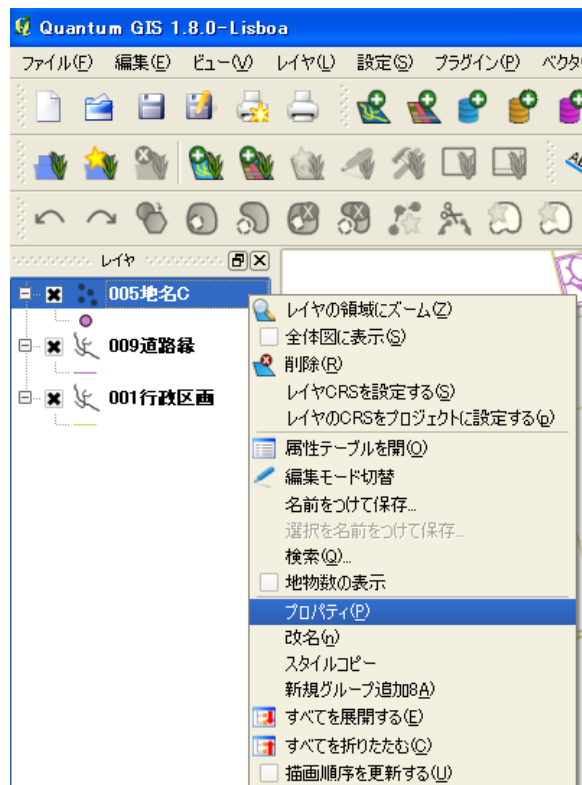 Quantum GIS 1.8.0-Lisboa
ファイル(F) 編集(E) ビュー(V) レイヤ(L) 設定(S) プラグイン(P) ベクタ
レイヤ
005地名C
009道路縁
001行政区画
レイヤの領域にズーム(Z)
全体図に表示(S)
削除(R)
レイヤCRSを設定する(S)
レイヤのCRSをプロジェクトに設定する(p)
属性テーブルを開(O)
編集モード切替
名前をつけて保存...
選択を名前をつけて保存...
検索(Q)...
地物数の表示
プロパティ(P)
改名(n)
スタイルコピー
新規グループ追加8A)
すべてを展開する(E)
すべてを折りたたむ(C)
描画順序を更新する(U)